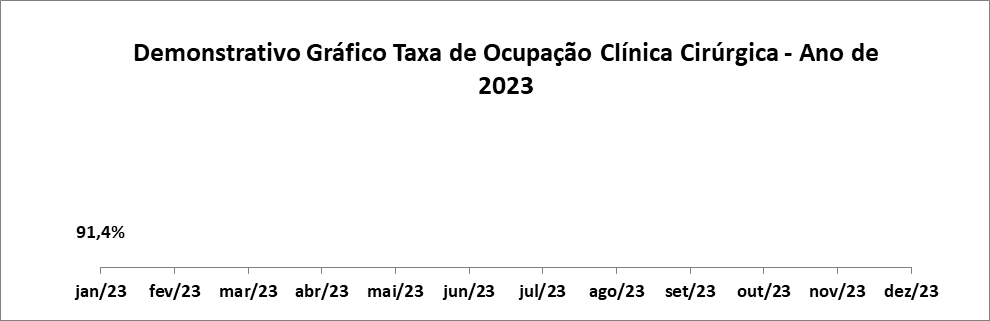 Demonstrativo Gráfico Taxa de Ocupação Clínica Cirúrgica - Ano de
2023
91,4%
jan/23 fev/23 mar/23 abr/23 mai/23 jun/23 jul/23 ago/23 set/23 out/23 nov/23 dez/23